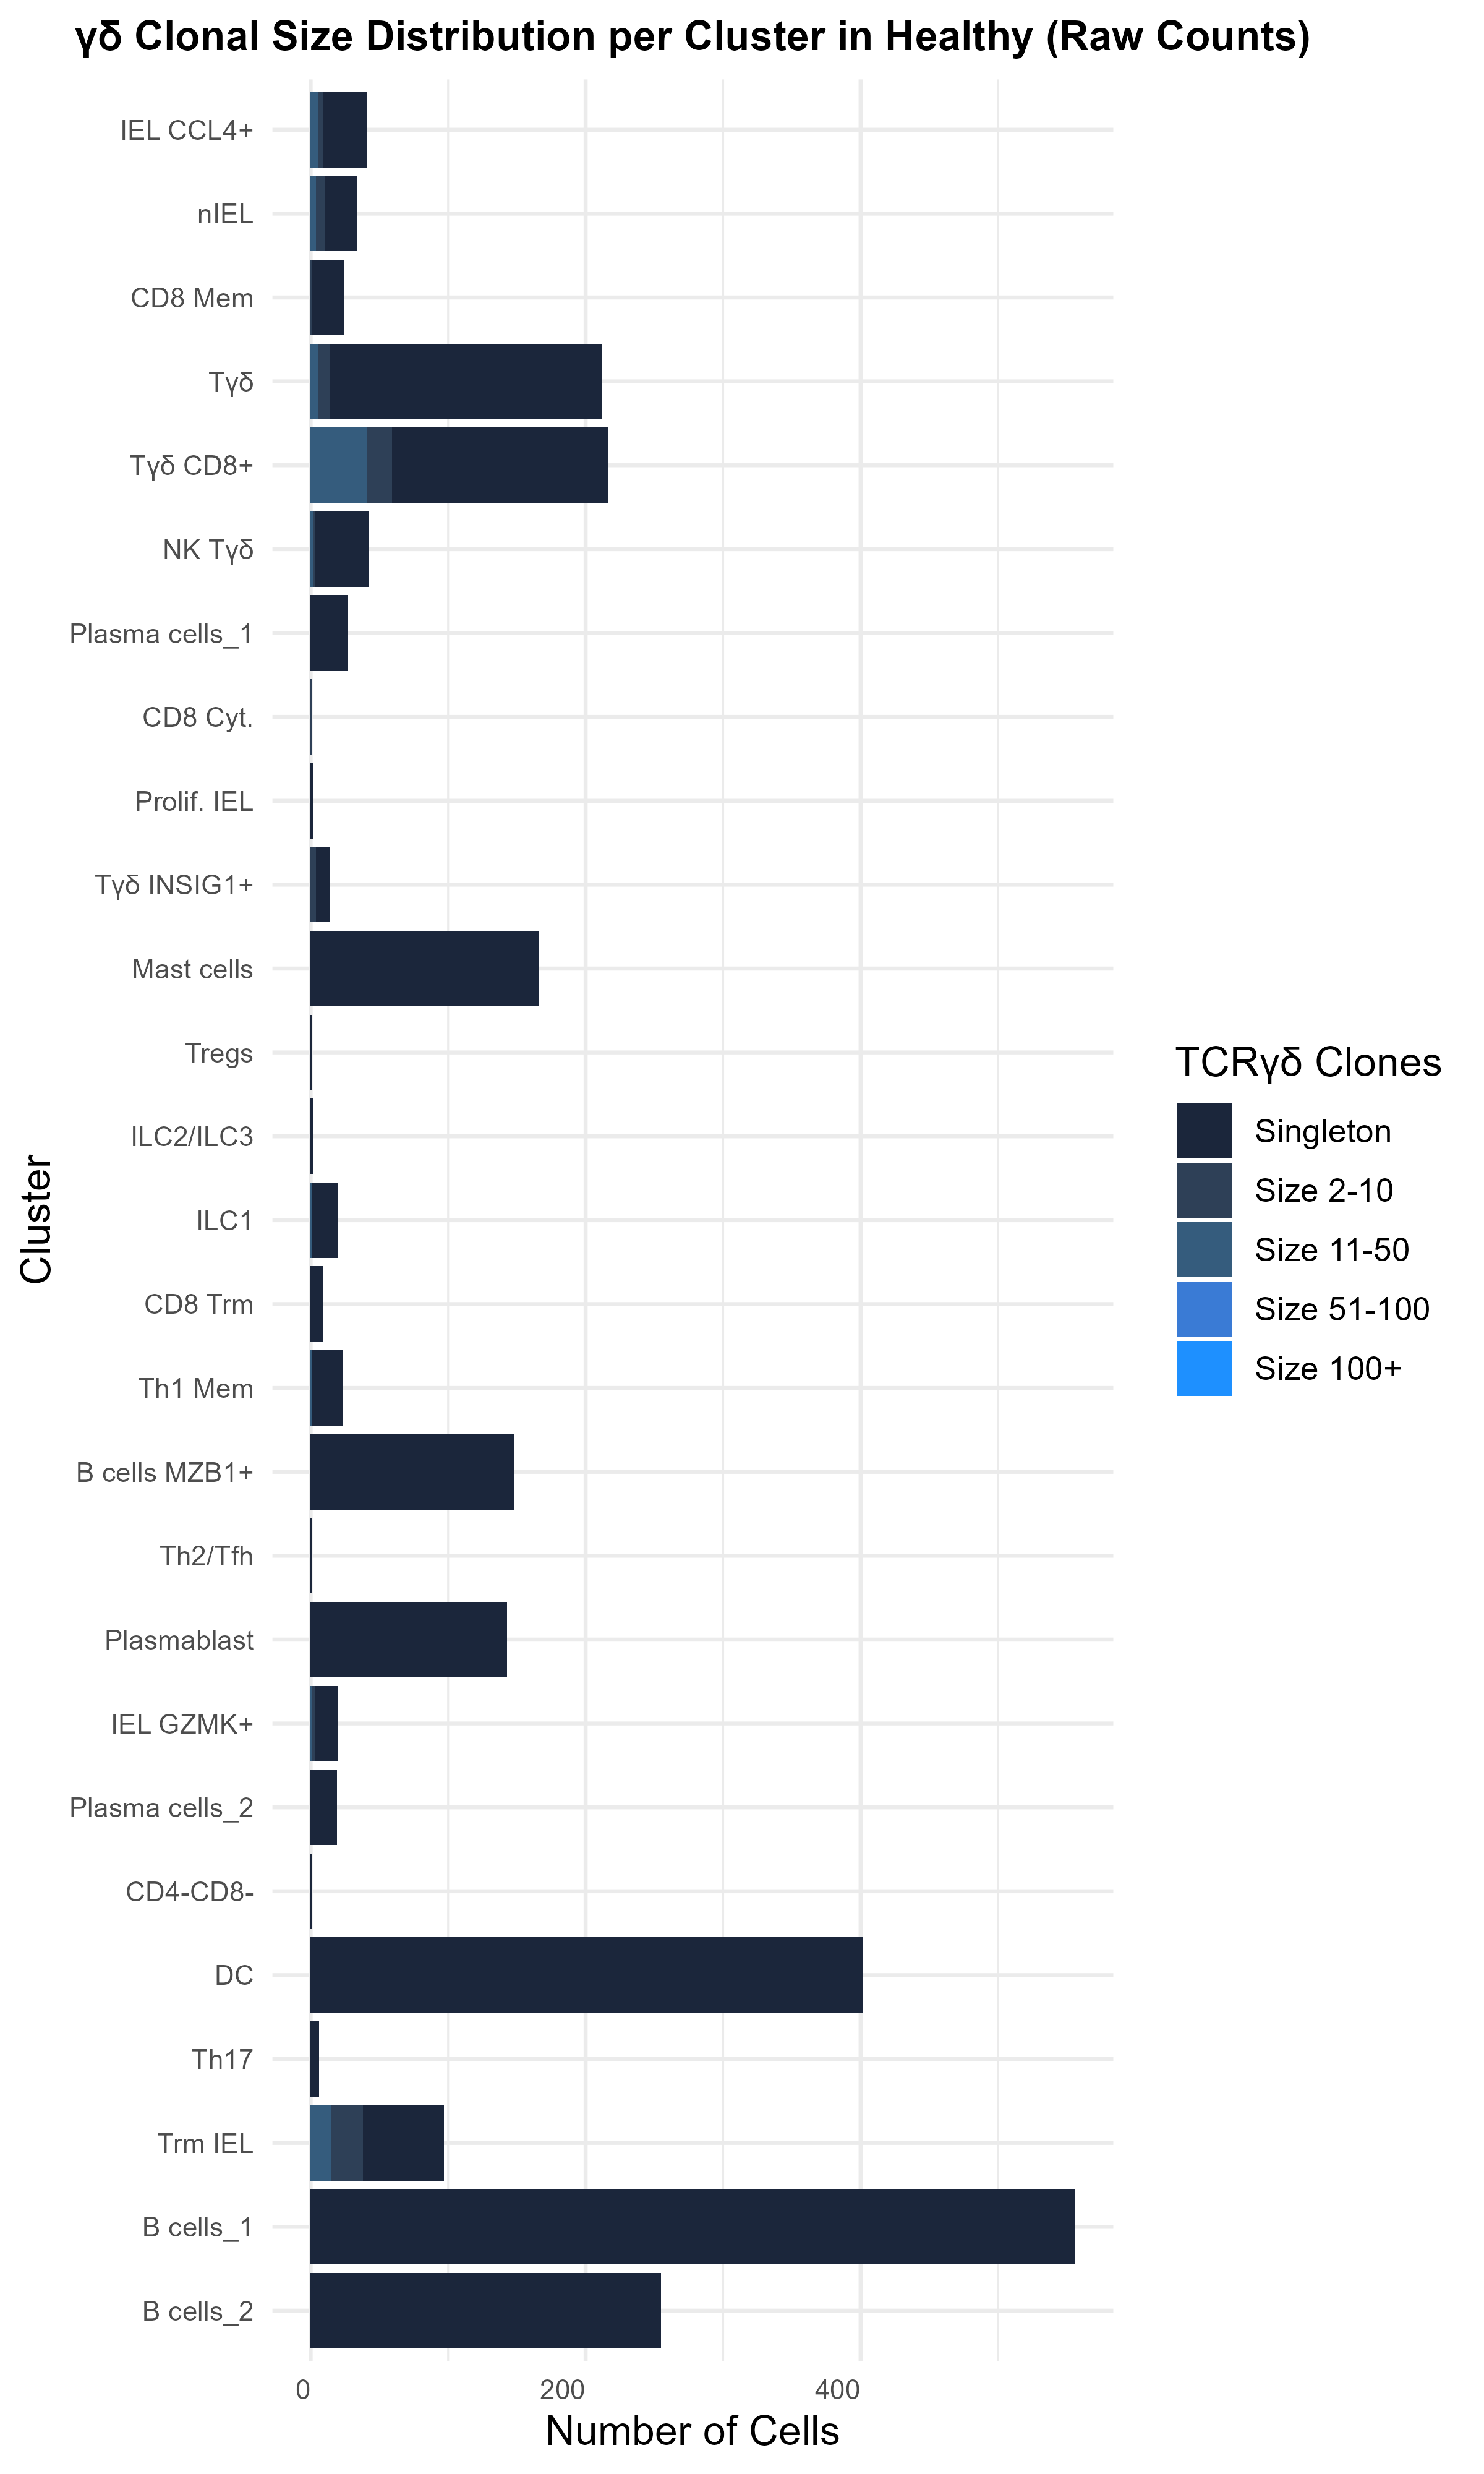 γδ Clonal Size Distribution per Cluster in Healthy (Raw Counts)
IEL CCL4+
nIEL
CD8 Mem
Tγδ
Tγδ CD8+
NK Tγδ
Plasma cells_1
CD8 Cyt.
Prolif. IEL
Tγδ INSIG1+
Mast cells
Tregs
ILC2/ILC3
ILC1
CD8 Trm
Th1 Mem
B cells MZB1+
Th2/Tfh
Plasmablast
IEL GZMK+
Plasma cells_2
CD4-CD8-
DC
Th17
Trm IEL
B cells_1
B cells_2
Cluster
0 200 400
Number of Cells
TCRγδ Clones
Singleton
Size 2-10
Size 11-50
Size 51-100
Size 100+